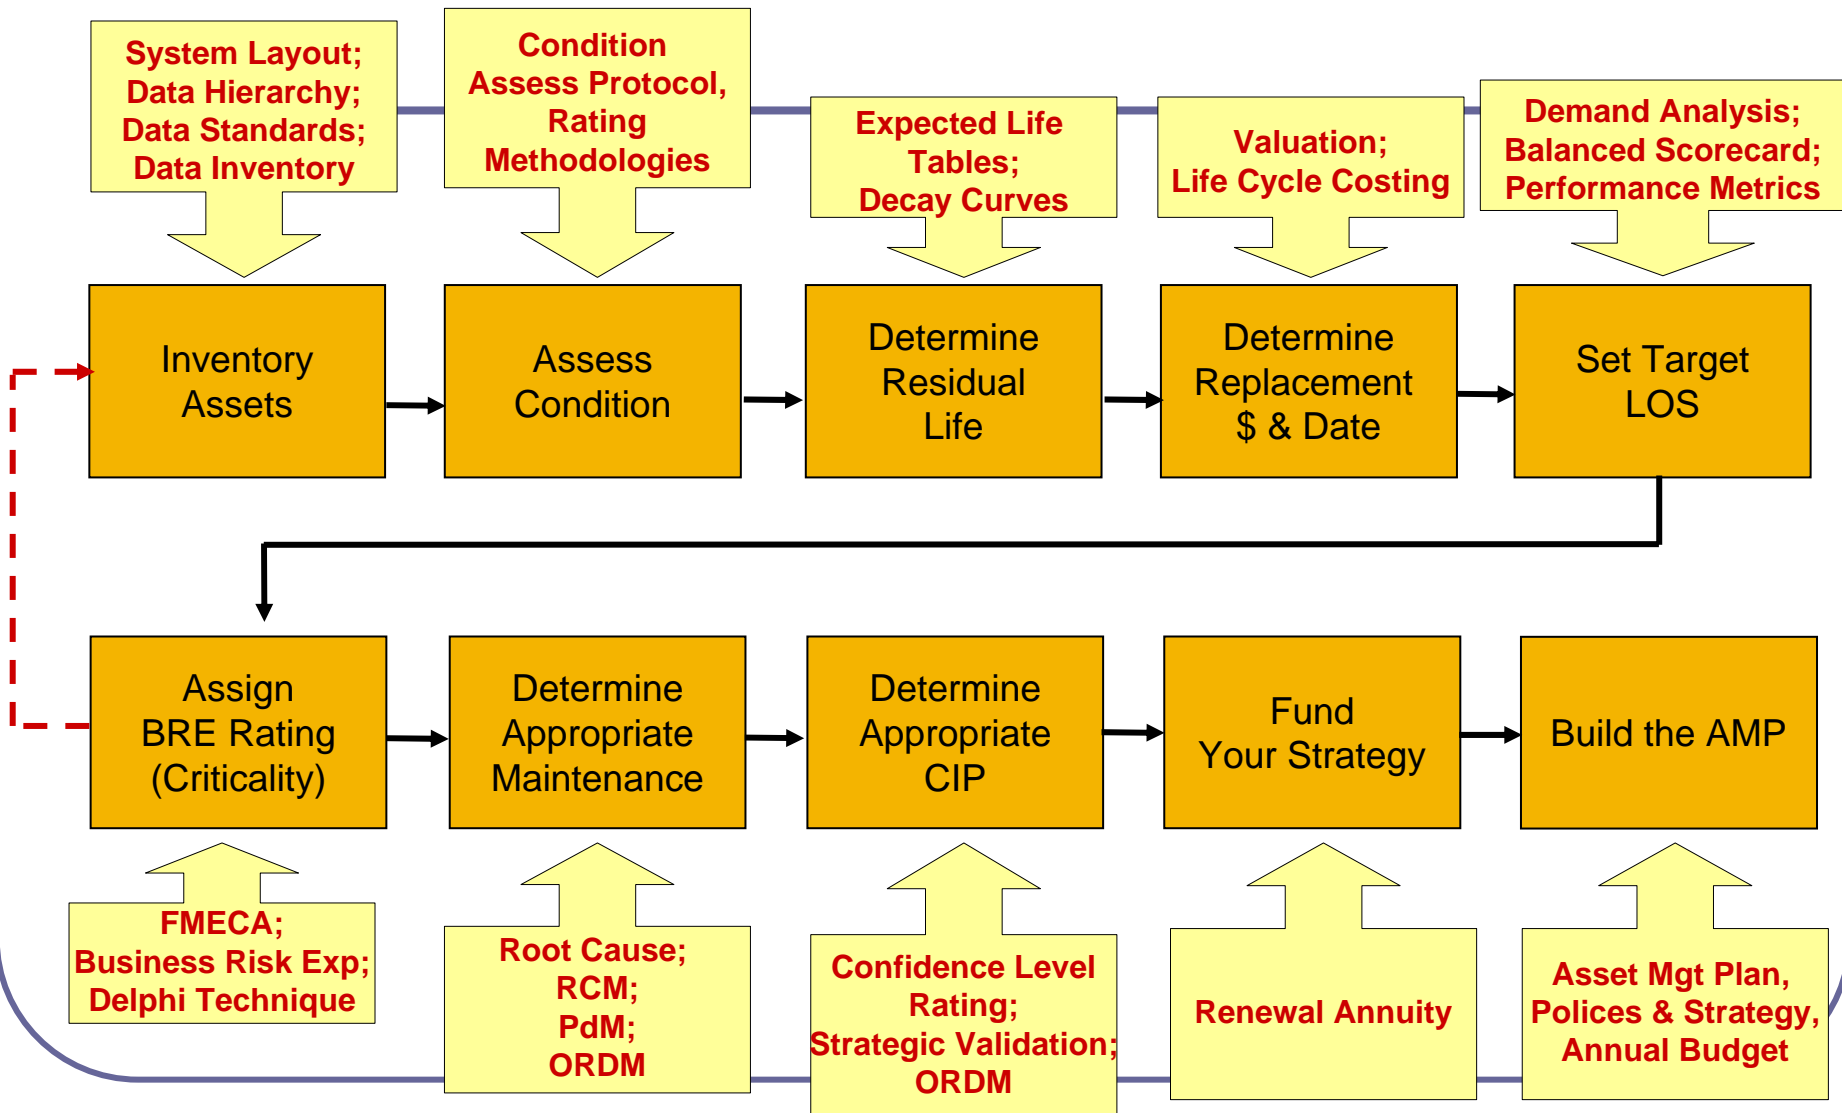 System Layout;
Data Hierarchy;
Data Standards;
Data Inventory
Condition
Assess Protocol,
Rating
Methodologies
Expected Life
Tables;
Decay Curves
Valuation;
Life Cycle Costing
Demand Analysis;
Balanced Scorecard;
Performance Metrics
Inventory
Assets
Assess
Condition
Determine
Residual
Life
Determine
Replacement
$ & Date
Set Target
LOS
Assign
BRE Rating
(Criticality)
Determine
Appropriate
Maintenance
Determine
Appropriate
CIP
Fund
Your Strategy
Build the AMP
FMECA;
Business Risk Exp;
Delphi Technique
Root Cause;
RCM;
PdM;
ORDM
Confidence Level
Rating;
Strategic Validation;
ORDM
Renewal Annuity
Asset Mgt Plan,
Polices & Strategy,
Annual Budget